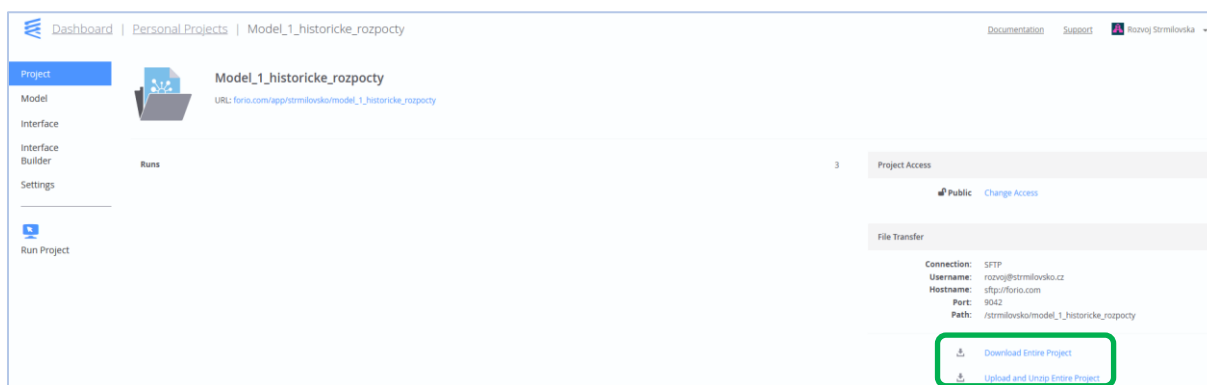 Dashboard | Personal Projects | Model_1_historicke_rozpocty
Documentation Support Rozvoj Strmilovska
Project
Model
Interface
Interface
Builder
Settings
Run Project
Model_1_historicke_rozpocty
URL: forio.com/app/strmilovsko/model_1_historicke_rozpocty
Runs 3
Project Access
Public Change Access
File Transfer
Connection: SFTP
Username: rozvoj@strmilovsko.cz
Hostname: sftp://forio.com
Port: 9042
Path: /strmilovsko/model_1_historicke_rozpocty
Download Entire Project
Upload and Unzip Entire Project